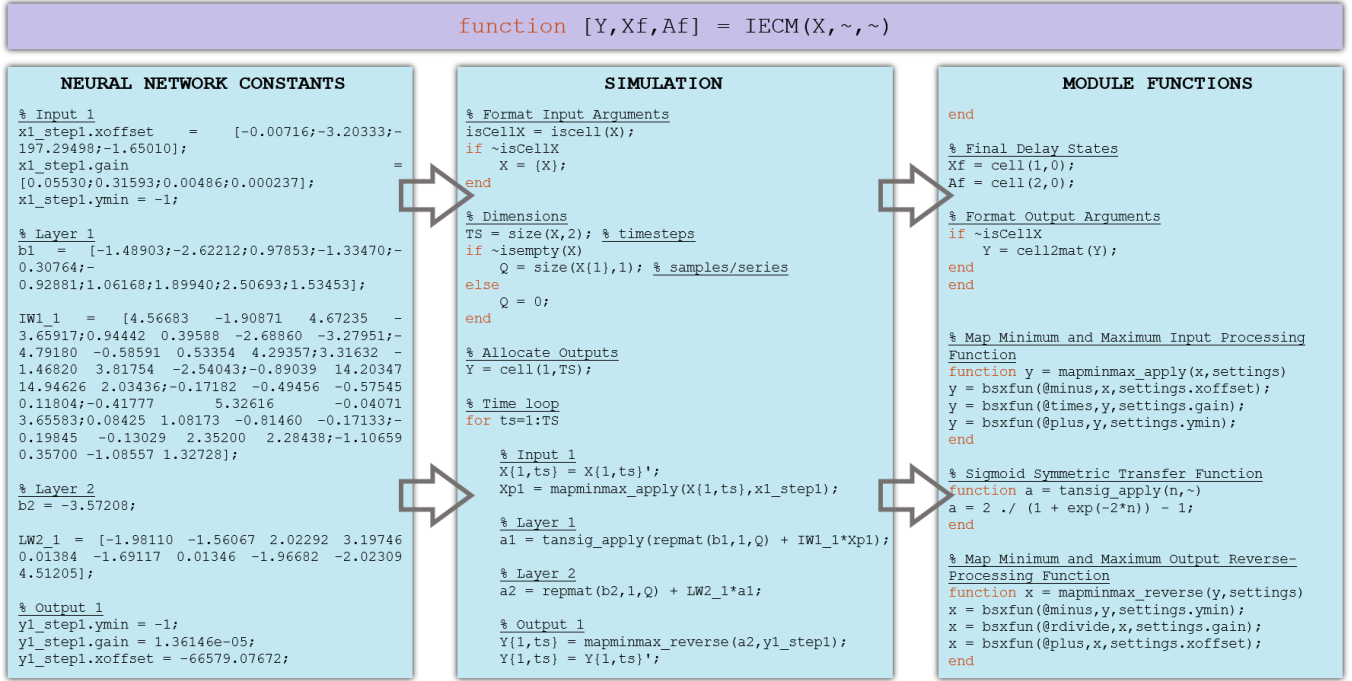 function [Y,Xf,Af] = IECM(X,~,~)
NEURAL NETWORK CONSTANTS
% Input 1
x1_step1.xoffset = [-0.00716;-3.20333;-
197.29498;-1.65010];
x1_step1.gain =
[0.05530;0.31593;0.00486;0.000237];
x1_step1.ymin = -1;
% Layer 1
b1 = [-1.48903;-2.62212;0.97853;-1.33470;-
0.30764;-
0.92881;1.06168;1.89940;2.50693;1.53453];
IW1_1 = [4.56683 -1.90871 4.67235 -
3.65917;0.94442 0.39588 -2.68860 -3.27951;-
4.79180 -0.58591 0.53354 4.29357;3.31632 -
1.46820 3.81754 -2.54043;-0.89039 14.20347
14.94626 2.03436;-0.17182 -0.49456 -0.57545
0.11804;-0.41777 5.32616 -0.04071
3.65583;0.08425 1.08173 -0.81460 -0.17133;-
0.19845 -0.13029 2.35200 2.28438;-1.10659
0.35700 -1.08557 1.32728];
% Layer 2
b2 = -3.57208;
LW2_1 = [-1.98110 -1.56067 2.02292 3.19746
0.01384 -1.69117 0.01346 -1.96682 -2.02309
4.51205];
% Output 1
y1_step1.ymin = -1;
y1_step1.gain = 1.36146e-05;
y1_step1.xoffset = -66579.07672;
SIMULATION
% Format Input Arguments
isCellX = iscell(X);
if ~isCellX
X = {X};
end
% Dimensions
TS = size(X,2); % timesteps
if ~isempty(X)
Q = size(X{1},1); % samples/series
else
Q = 0;
end
% Allocate Outputs
Y = cell(1,TS);
% Time loop
for ts=1:TS
% Input 1
X{1,ts} = X{1,ts}';
Xp1 = mapminmax_apply(X{1,ts},x1_step1);
% Layer 1
a1 = tansig_apply(repmat(b1,1,Q) + IW1_1*Xp1);
% Layer 2
a2 = repmat(b2,1,Q) + LW2_1*a1;
% Output 1
Y{1,ts} = mapminmax_reverse(a2,y1_step1);
Y{1,ts} = Y{1,ts}';
MODULE FUNCTIONS
end
% Final Delay States
Xf = cell(1,0);
Af = cell(2,0);
% Format Output Arguments
if ~isCellX
Y = cell2mat(Y);
end
end
% Map Minimum and Maximum Input Processing
Function
function y = mapminmax_apply(x,settings)
y = bsxfun(@minus,x,settings.xoffset);
y = bsxfun(@times,y,settings.gain);
y = bsxfun(@plus,y,settings.ymin);
end
% Sigmoid Symmetric Transfer Function
function a = tansig_apply(n,~)
a = 2 ./ (1 + exp(-2*n)) - 1;
end
% Map Minimum and Maximum Output Reverse-
Processing Function
function x = mapminmax_reverse(y,settings)
x = bsxfun(@minus,y,settings.ymin);
x = bsxfun(@rdivide,x,settings.gain);
x = bsxfun(@plus,x,settings.xoffset);
end